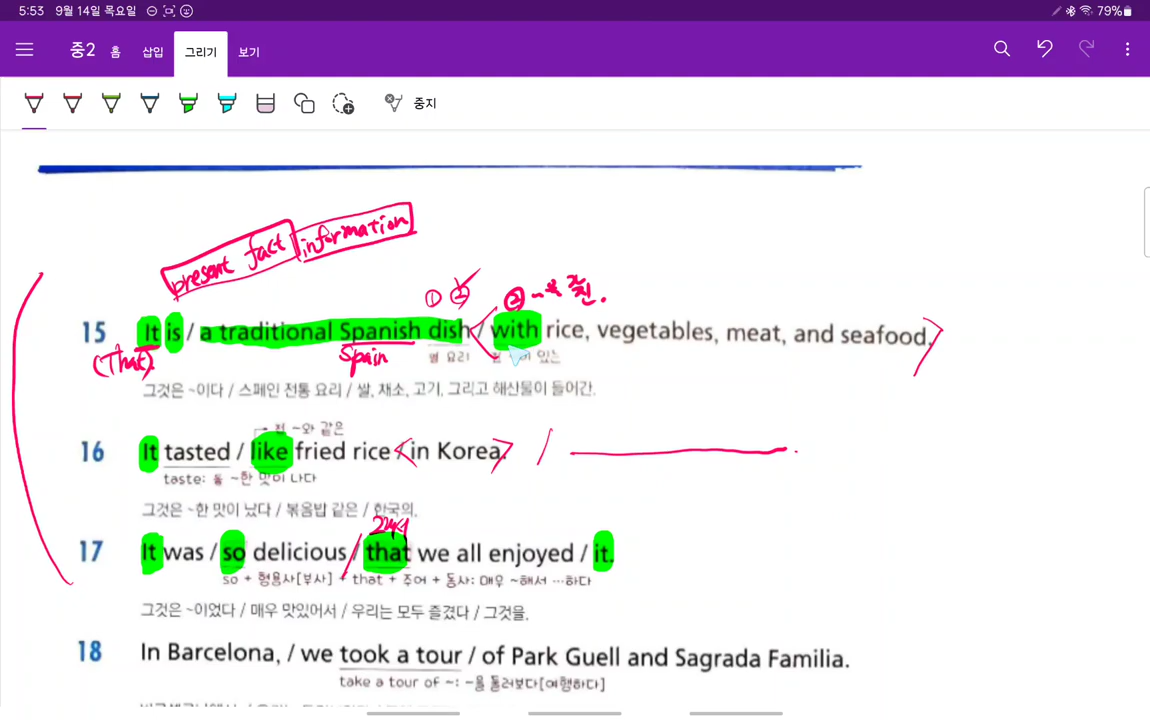 5:53 9월 14일 목요일 79%
중2 홈 삽입 그리기 보기
중지
present fact information
① ② ② ~을 가진.
15 It is / a traditional Spanish dish / with rice, vegetables, meat, and seafood.
(That) Spain 명 요리 있는
그것은 ~이다 / 스페인 전통 요리 / 쌀, 채소, 고기, 그리고 해산물이 들어간.
전 ~와 같은
16 It tasted / like fried rice / in Korea. /
taste: 동 ~한 맛이 나다
그것은 ~한 맛이 났다 / 볶음밥 같은 / 한국의.
17 It was / so delicious / that we all enjoyed / it.
so + 형용사[부사] + that + 주어 + 동사: 매우 ~해서 …하다
그것은 ~이었다 / 매우 맛있어서 / 우리는 모두 즐겼다 / 그것을.
18 In Barcelona, / we took a tour / of Park Guell and Sagrada Familia.
take a tour of ~: ~을 둘러보다[여행하다]